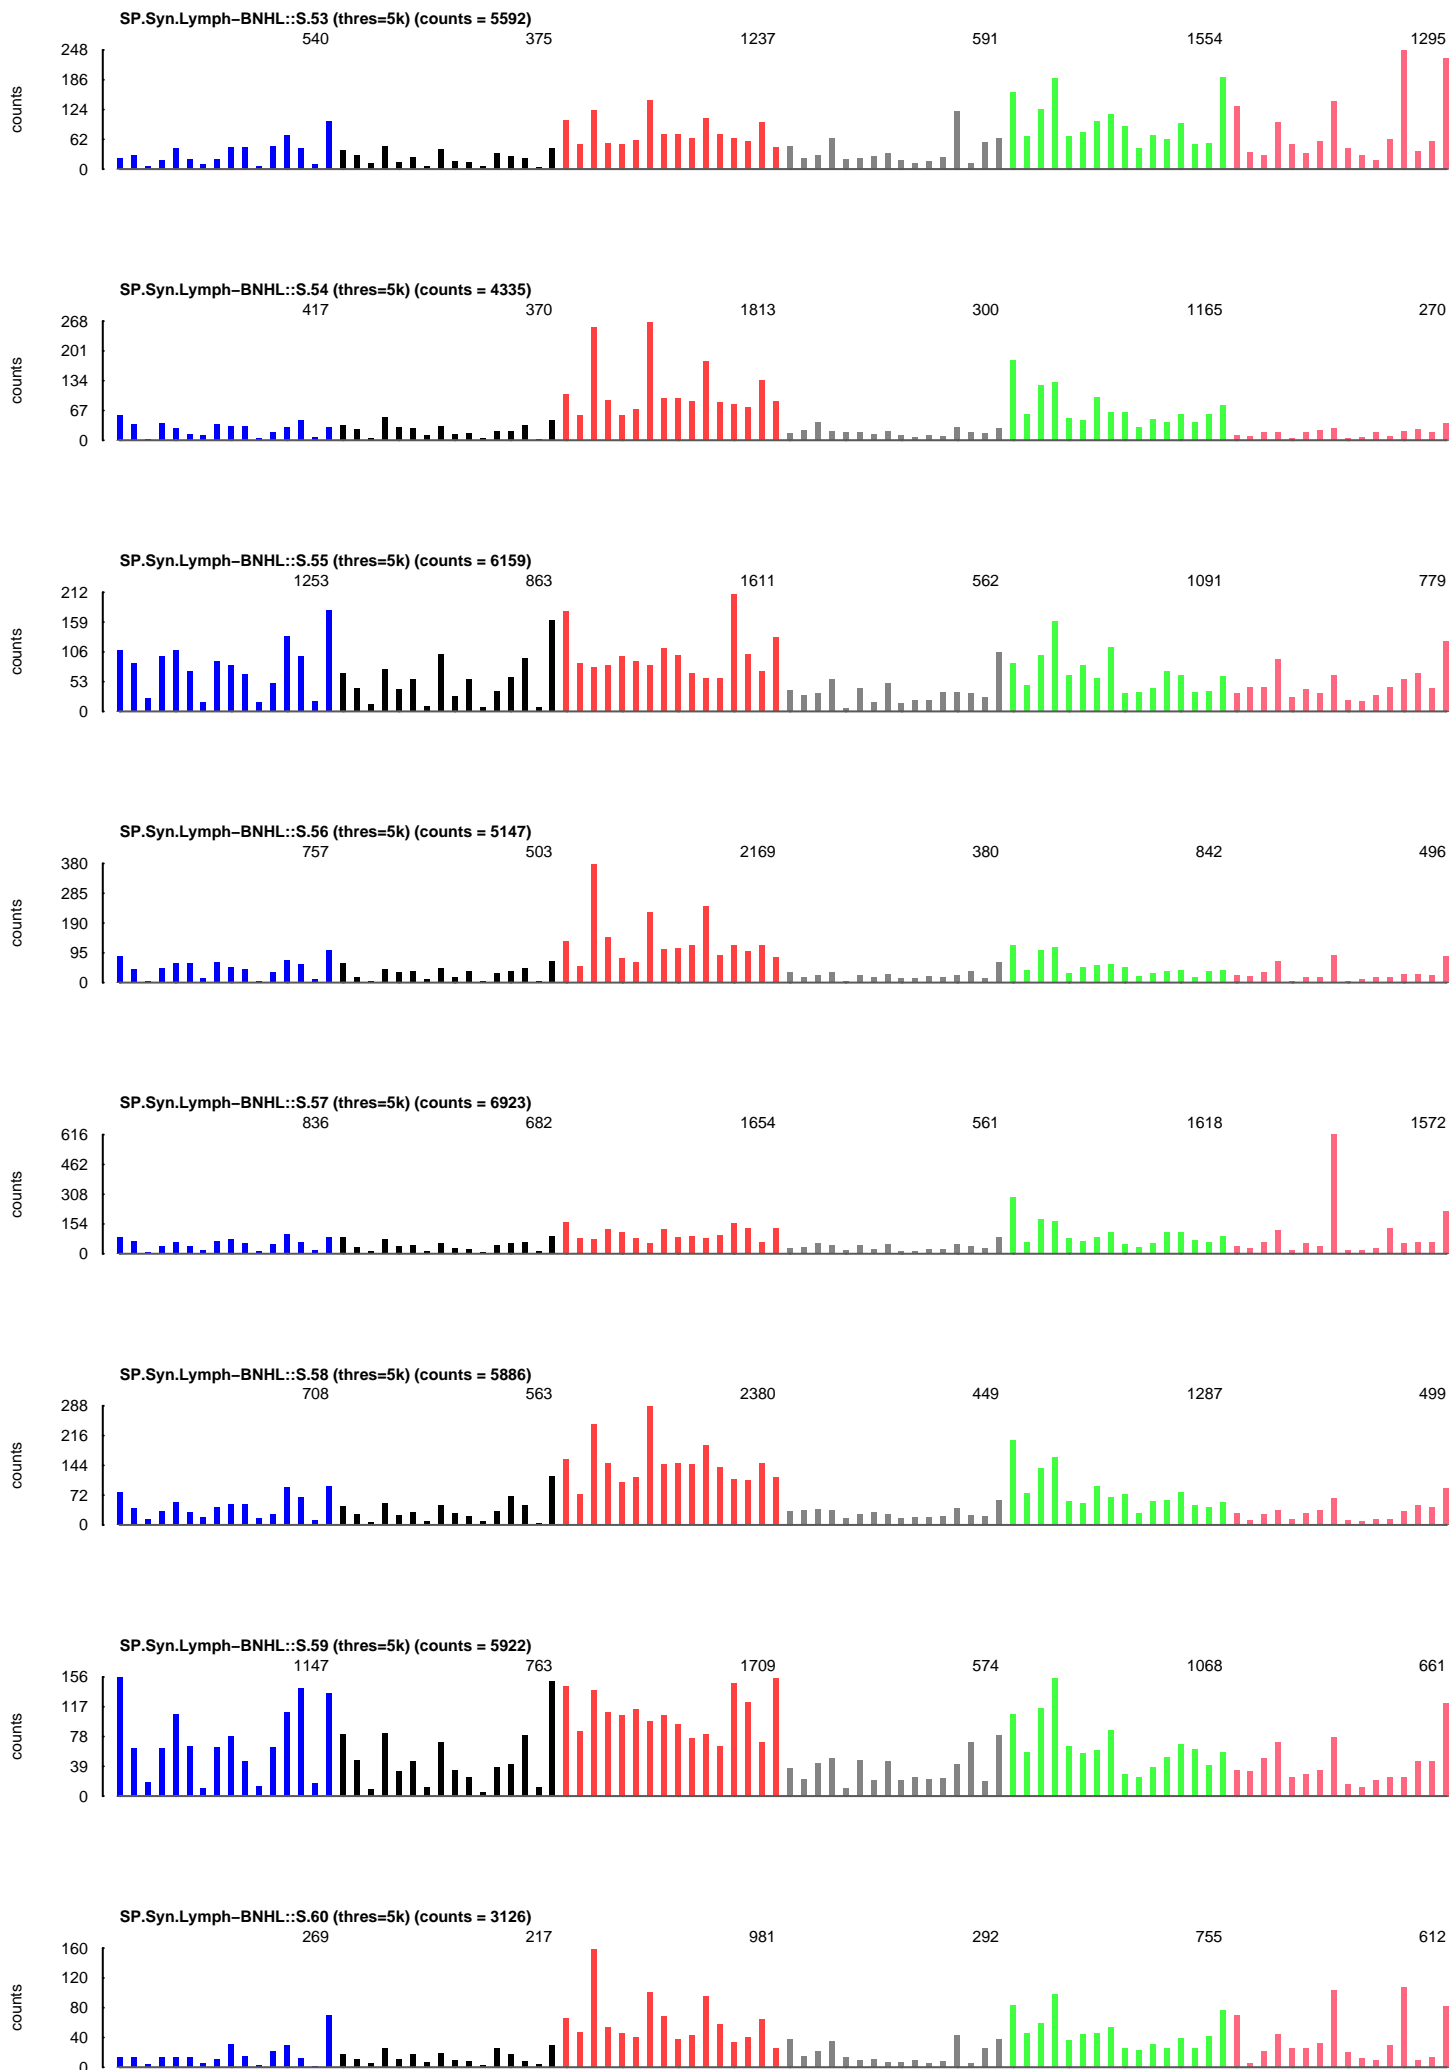 SP.Syn.Lymph−BNHL::S.53 (thres=5k) (counts = 5592)
540 375 1237 591 1554 1295
248
186
124
62
0
counts
SP.Syn.Lymph−BNHL::S.54 (thres=5k) (counts = 4335)
417 370 1813 300 1165 270
268
201
134
67
0
counts
SP.Syn.Lymph−BNHL::S.55 (thres=5k) (counts = 6159)
1253 863 1611 562 1091 779
212
159
106
53
0
counts
SP.Syn.Lymph−BNHL::S.56 (thres=5k) (counts = 5147)
757 503 2169 380 842 496
380
285
190
95
0
counts
SP.Syn.Lymph−BNHL::S.57 (thres=5k) (counts = 6923)
836 682 1654 561 1618 1572
616
462
308
154
0
counts
SP.Syn.Lymph−BNHL::S.58 (thres=5k) (counts = 5886)
708 563 2380 449 1287 499
288
216
144
72
0
counts
SP.Syn.Lymph−BNHL::S.59 (thres=5k) (counts = 5922)
1147 763 1709 574 1068 661
156
117
78
39
0
counts
SP.Syn.Lymph−BNHL::S.60 (thres=5k) (counts = 3126)
269 217 981 292 755 612
160
120
80
40
0
counts